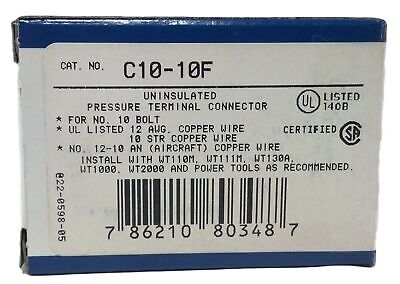 CAT. NO. C10-10F
UNINSULATED
PRESSURE TERMINAL CONNECTOR
UL LISTED
140B
* FOR NO. 10 BOLT
* UL LISTED 12 AWG. COPPER WIRE
10 STR COPPER WIRE
CERTIFIED SA
* NO. 12-10 AN (AIRCRAFT) COPPER WIRE
INSTALL WITH WT110M, WT111M, WT130A,
WT1000, WT2000 AND POWER TOOLS AS RECOMMENDED.
022-0598-05
7 86210 80348 7